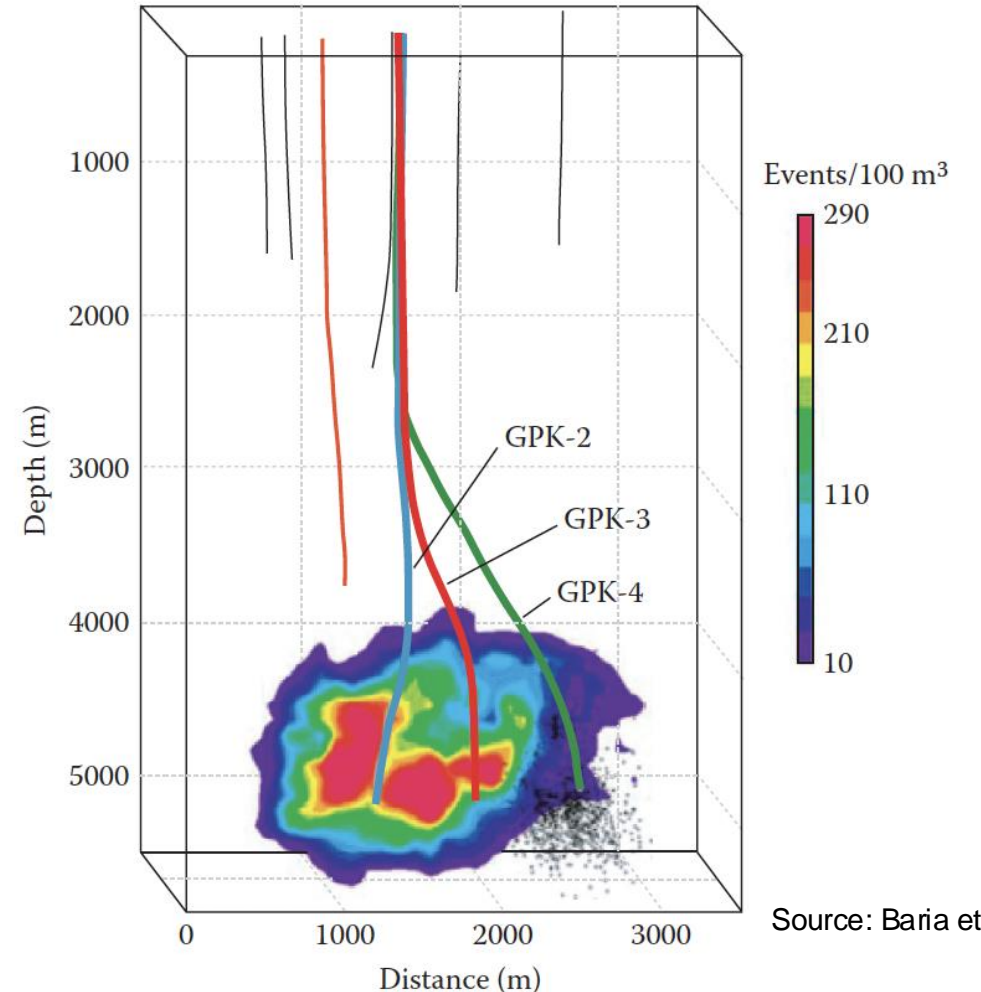 Events/100 m³
290
210
110
10
1000
2000
3000
4000
5000
Depth (m)
GPK-2
GPK-3
GPK-4
0 1000 2000 3000
Distance (m)
Source: Baria et